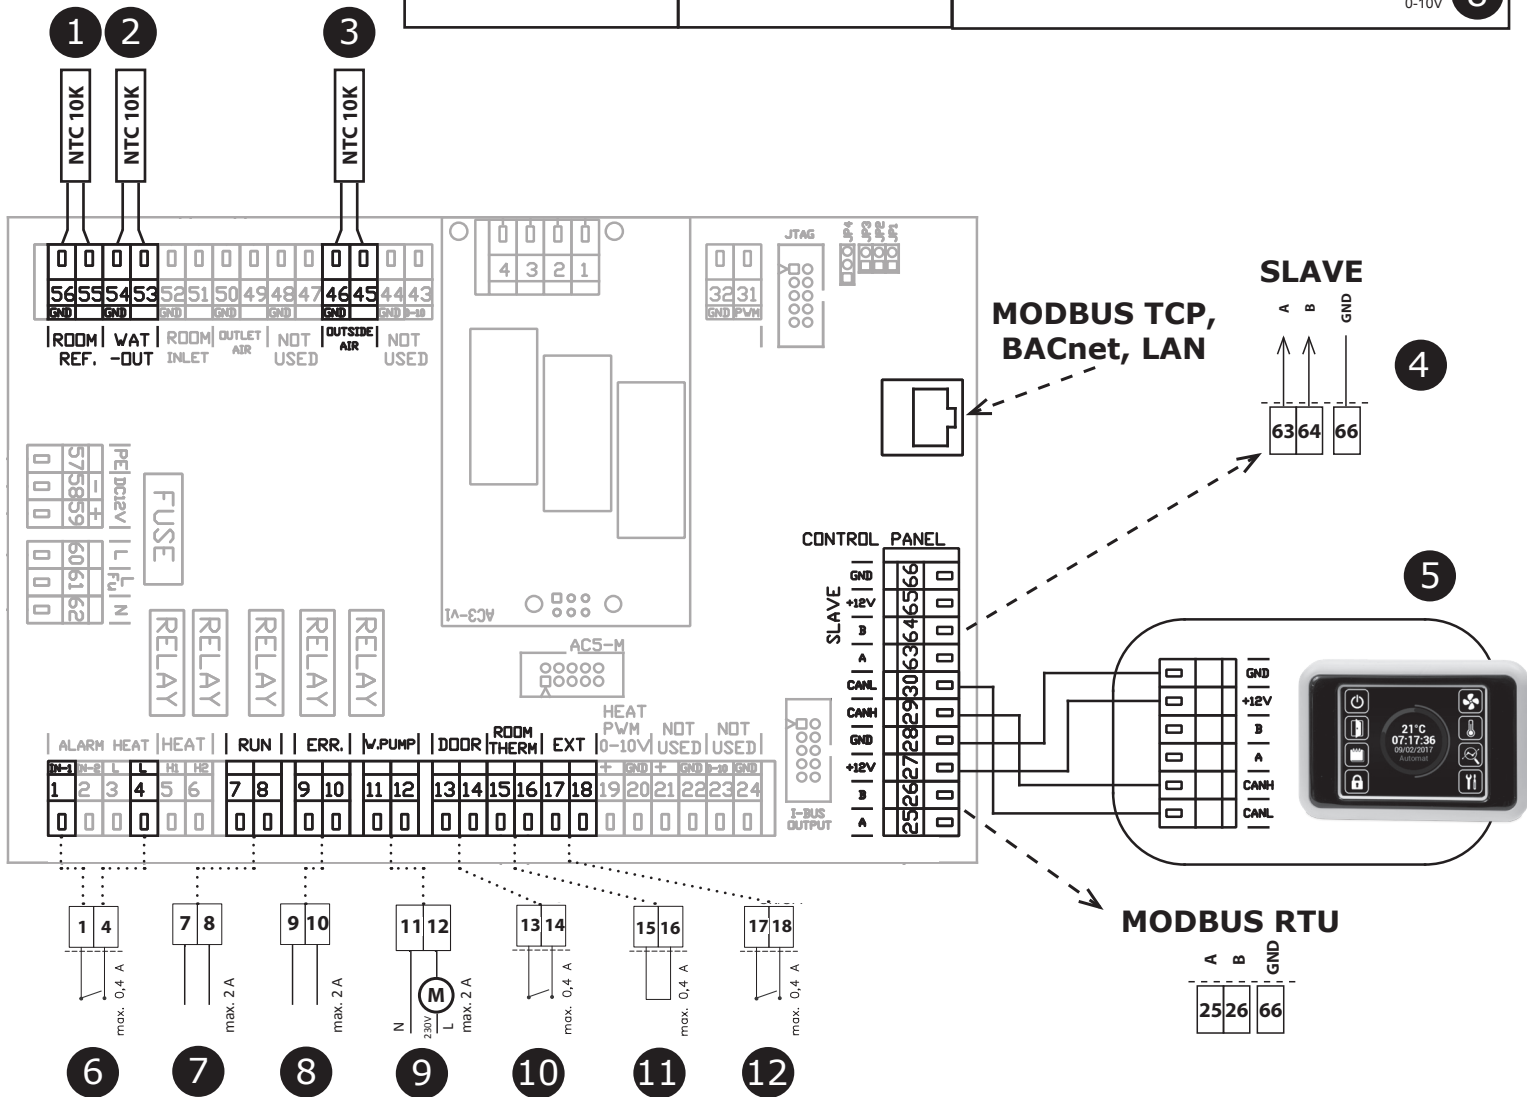 0-10V
1 2 3
NTC 10K NTC 10K NTC 10K
4 3 2 1
JTAG
JP4 JP3 JP2 JP1
56 55 54 53 52 51 50 49 48 47 46 45 44 43
GND GND GND GND GND GND 0-10
32 31
GND PWM
ROOM REF.
WAT -OUT
ROOM INLET
OUTLET AIR
NOT USED
OUTSIDE AIR
NOT USED
MODBUS TCP,
BACnet, LAN
SLAVE
A B GND
63 64 66
4
57 58 59
PE - +
DC12V
60 61 62
L L N
Fu
FUSE
RELAY RELAY RELAY RELAY RELAY
AC3-v1
AC5-M
CONTROL PANEL
SLAVE
GND 66
+12V 65
B 64
A 63
CANL 30
CANH 29
GND 28
+12V 27
B 26
A 25
5
GND
+12V
B
A
CANH
CANL
21°C
07:17:36
09/02/2017
Automat
ALARM HEAT HEAT RUN ERR. W.PUMP DOOR ROOM THERM EXT
HEAT PWM 0-10V
NOT USED
NOT USED
IN-1 IN-2 L L H1 H2 + GND + GND 0-10 GND
1 2 3 4 5 6 7 8 9 10 11 12 13 14 15 16 17 18 19 20 21 22 23 24
I-BUS
OUTPUT
1 4
max. 0,4 A
7 8
max. 2 A
9 10
max. 2 A
11 12
M
N 230V L
max. 2 A
13 14
max. 0,4 A
15 16
max. 0,4 A
17 18
max. 0,4 A
6 7 8 9 10 11 12
MODBUS RTU
A B GND
25 26 66